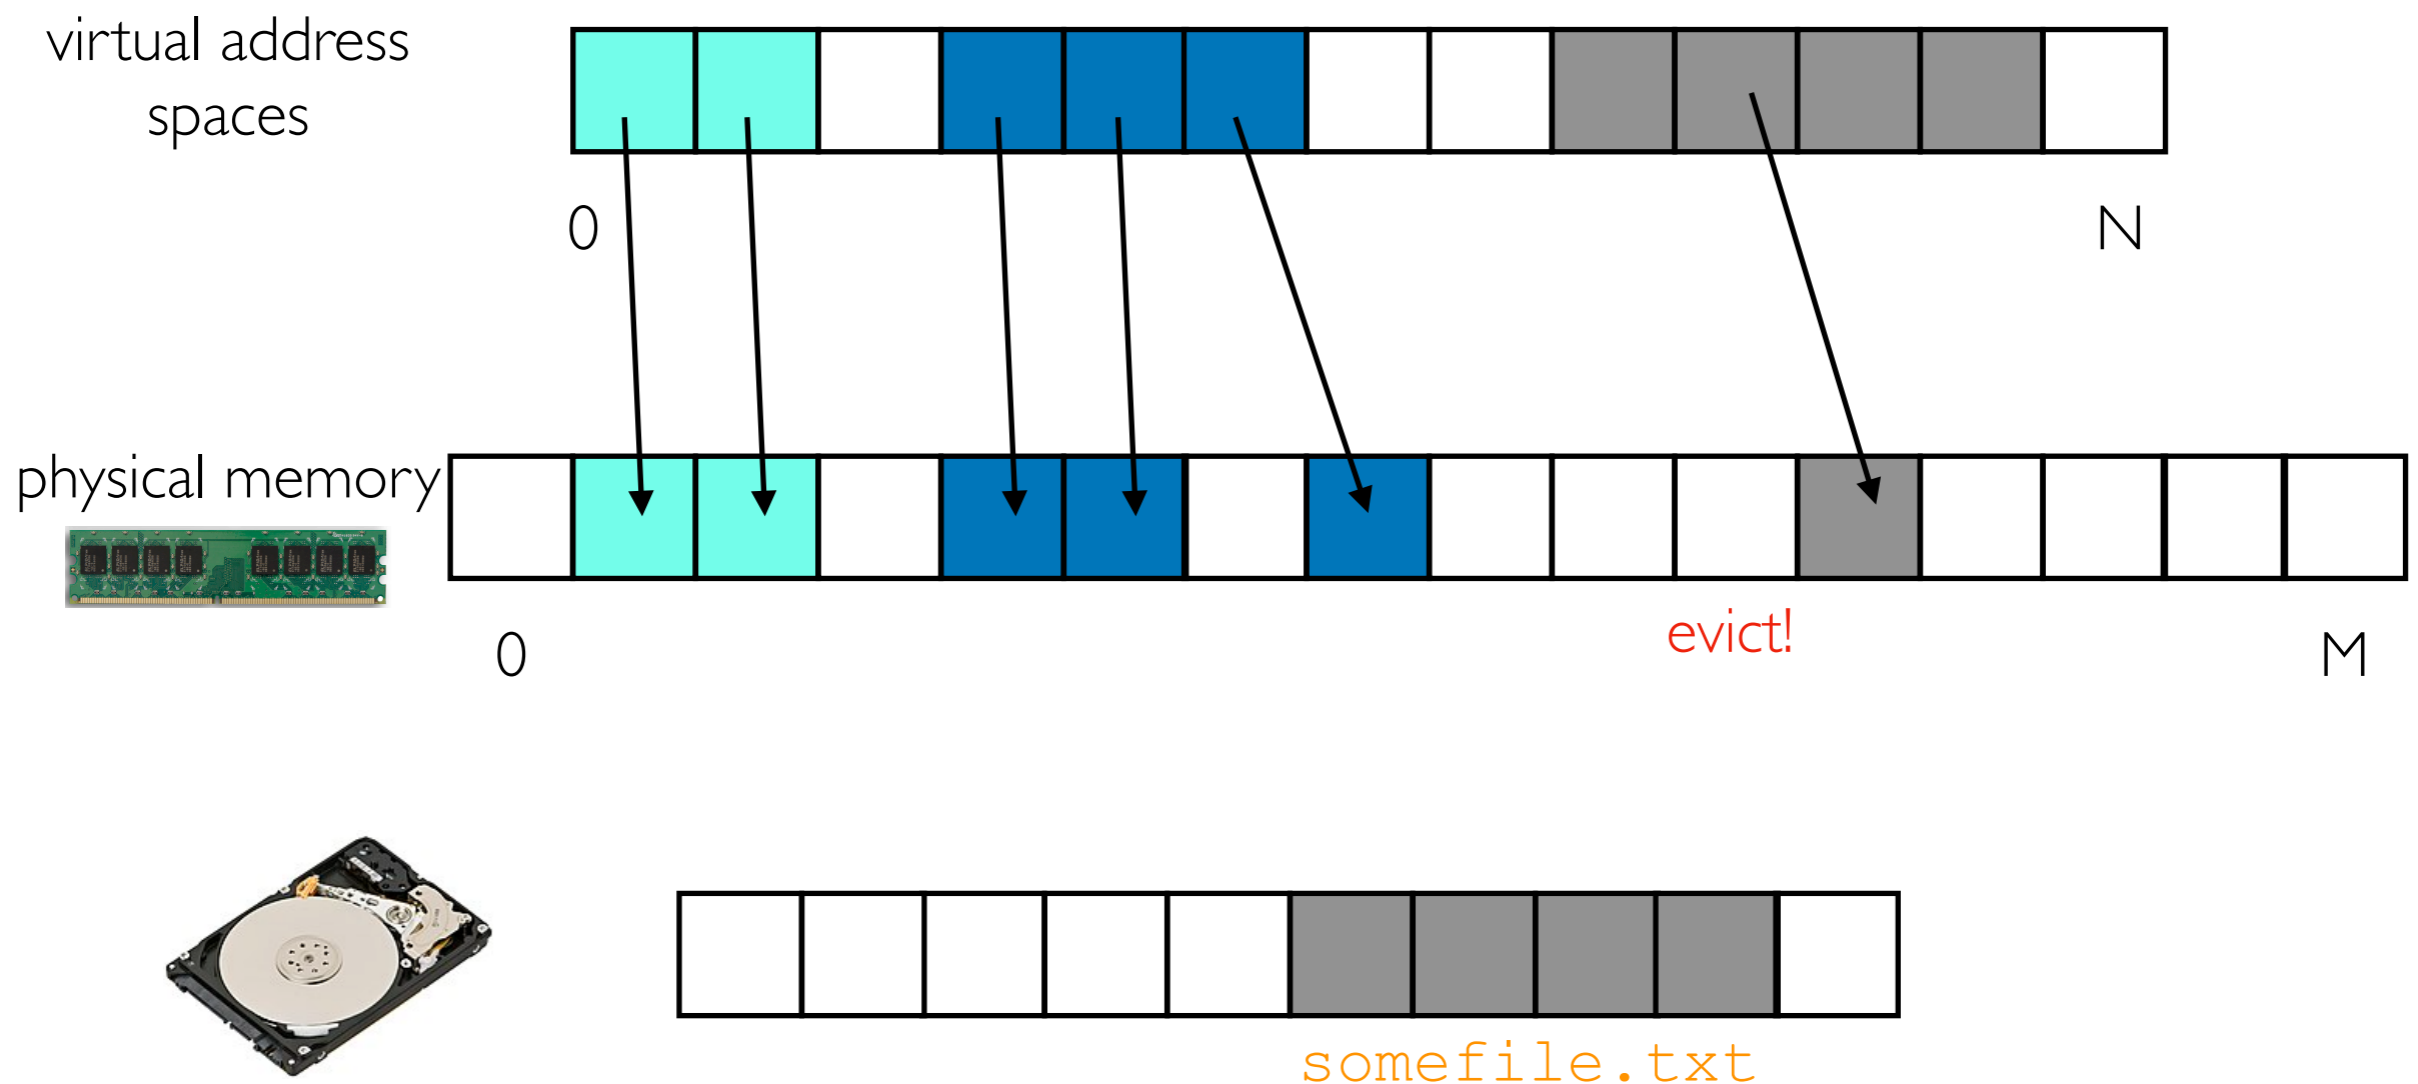 virtual address
spaces
0
N
physical memory
evict!
0
M
somefile.txt